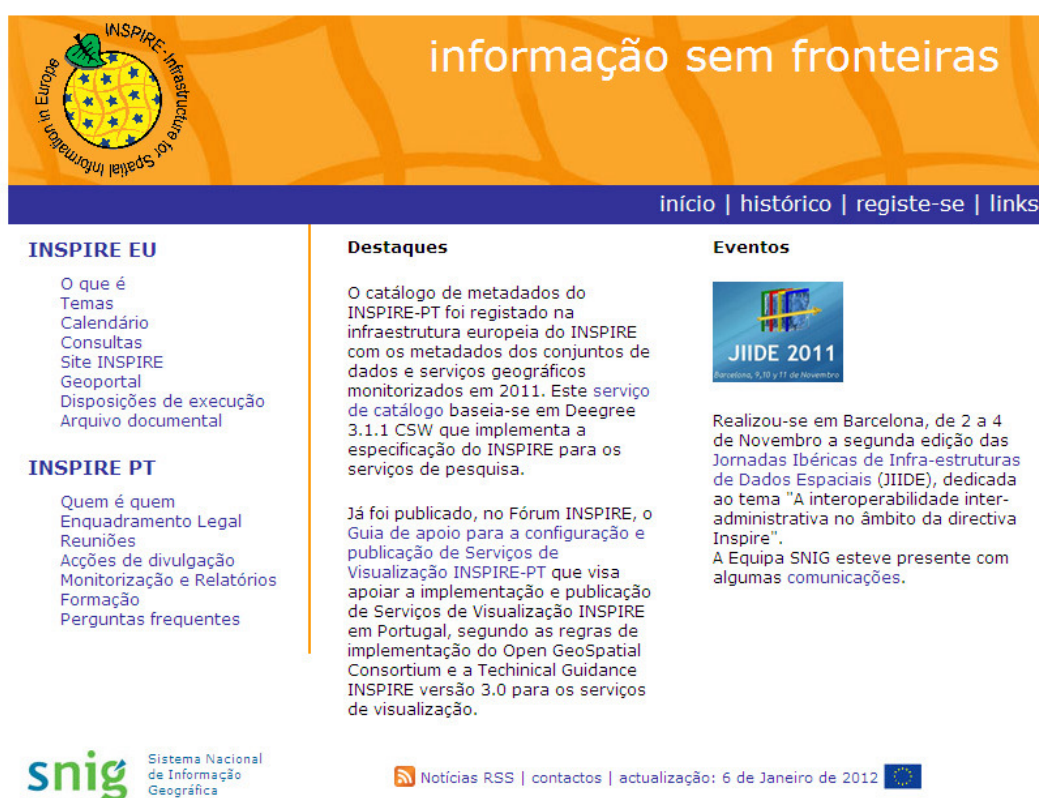 INSPIRE - Infrastructure for Spatial Information in Europe
informação sem fronteiras
início | histórico | registe-se | links
INSPIRE EU
O que é
Temas
Calendário
Consultas
Site INSPIRE
Geoportal
Disposições de execução
Arquivo documental
INSPIRE PT
Quem é quem
Enquadramento Legal
Reuniões
Acções de divulgação
Monitorização e Relatórios
Formação
Perguntas frequentes
Destaques
O catálogo de metadados do
INSPIRE-PT foi registado na
infraestrutura europeia do INSPIRE
com os metadados dos conjuntos de
dados e serviços geográficos
monitorizados em 2011. Este serviço
de catálogo baseia-se em Deegree
3.1.1 CSW que implementa a
especificação do INSPIRE para os
serviços de pesquisa.
Já foi publicado, no Fórum INSPIRE, o
Guia de apoio para a configuração e
publicação de Serviços de
Visualização INSPIRE-PT que visa
apoiar a implementação e publicação
de Serviços de Visualização INSPIRE
em Portugal, segundo as regras de
implementação do Open GeoSpatial
Consortium e a Techinical Guidance
INSPIRE versão 3.0 para os serviços
de visualização.
Eventos
JIIDE 2011
Barcelona, 9,10 y 11 de Novembro
Realizou-se em Barcelona, de 2 a 4
de Novembro a segunda edição das
Jornadas Ibéricas de Infra-estruturas
de Dados Espaciais (JIIDE), dedicada
ao tema "A interoperabilidade inter-
administrativa no âmbito da directiva
Inspire".
A Equipa SNIG esteve presente com
algumas comunicações.
snig
Sistema Nacional
de Informação
Geográfica
Notícias RSS | contactos | actualização: 6 de Janeiro de 2012